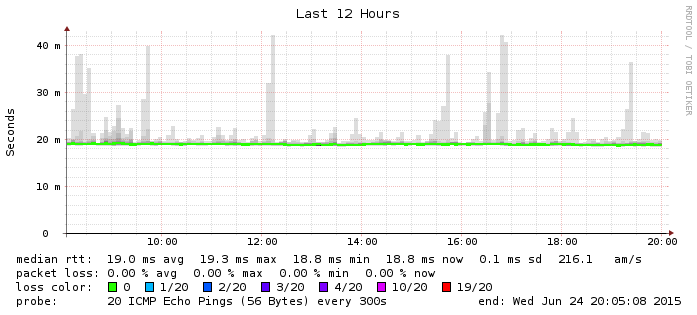 Last 12 Hours
RRDTOOL / TOBI OETIKER
Seconds
40 m
30 m
20 m
10 m
0
10:00 12:00 14:00 16:00 18:00 20:00
median rtt: 19.0 ms avg 19.3 ms max 18.8 ms min 18.8 ms now 0.1 ms sd 216.1 am/s
packet loss: 0.00 % avg 0.00 % max 0.00 % min 0.00 % now
loss color: 0 1/20 2/20 3/20 4/20 10/20 19/20
probe: 20 ICMP Echo Pings (56 Bytes) every 300s end: Wed Jun 24 20:05:08 2015